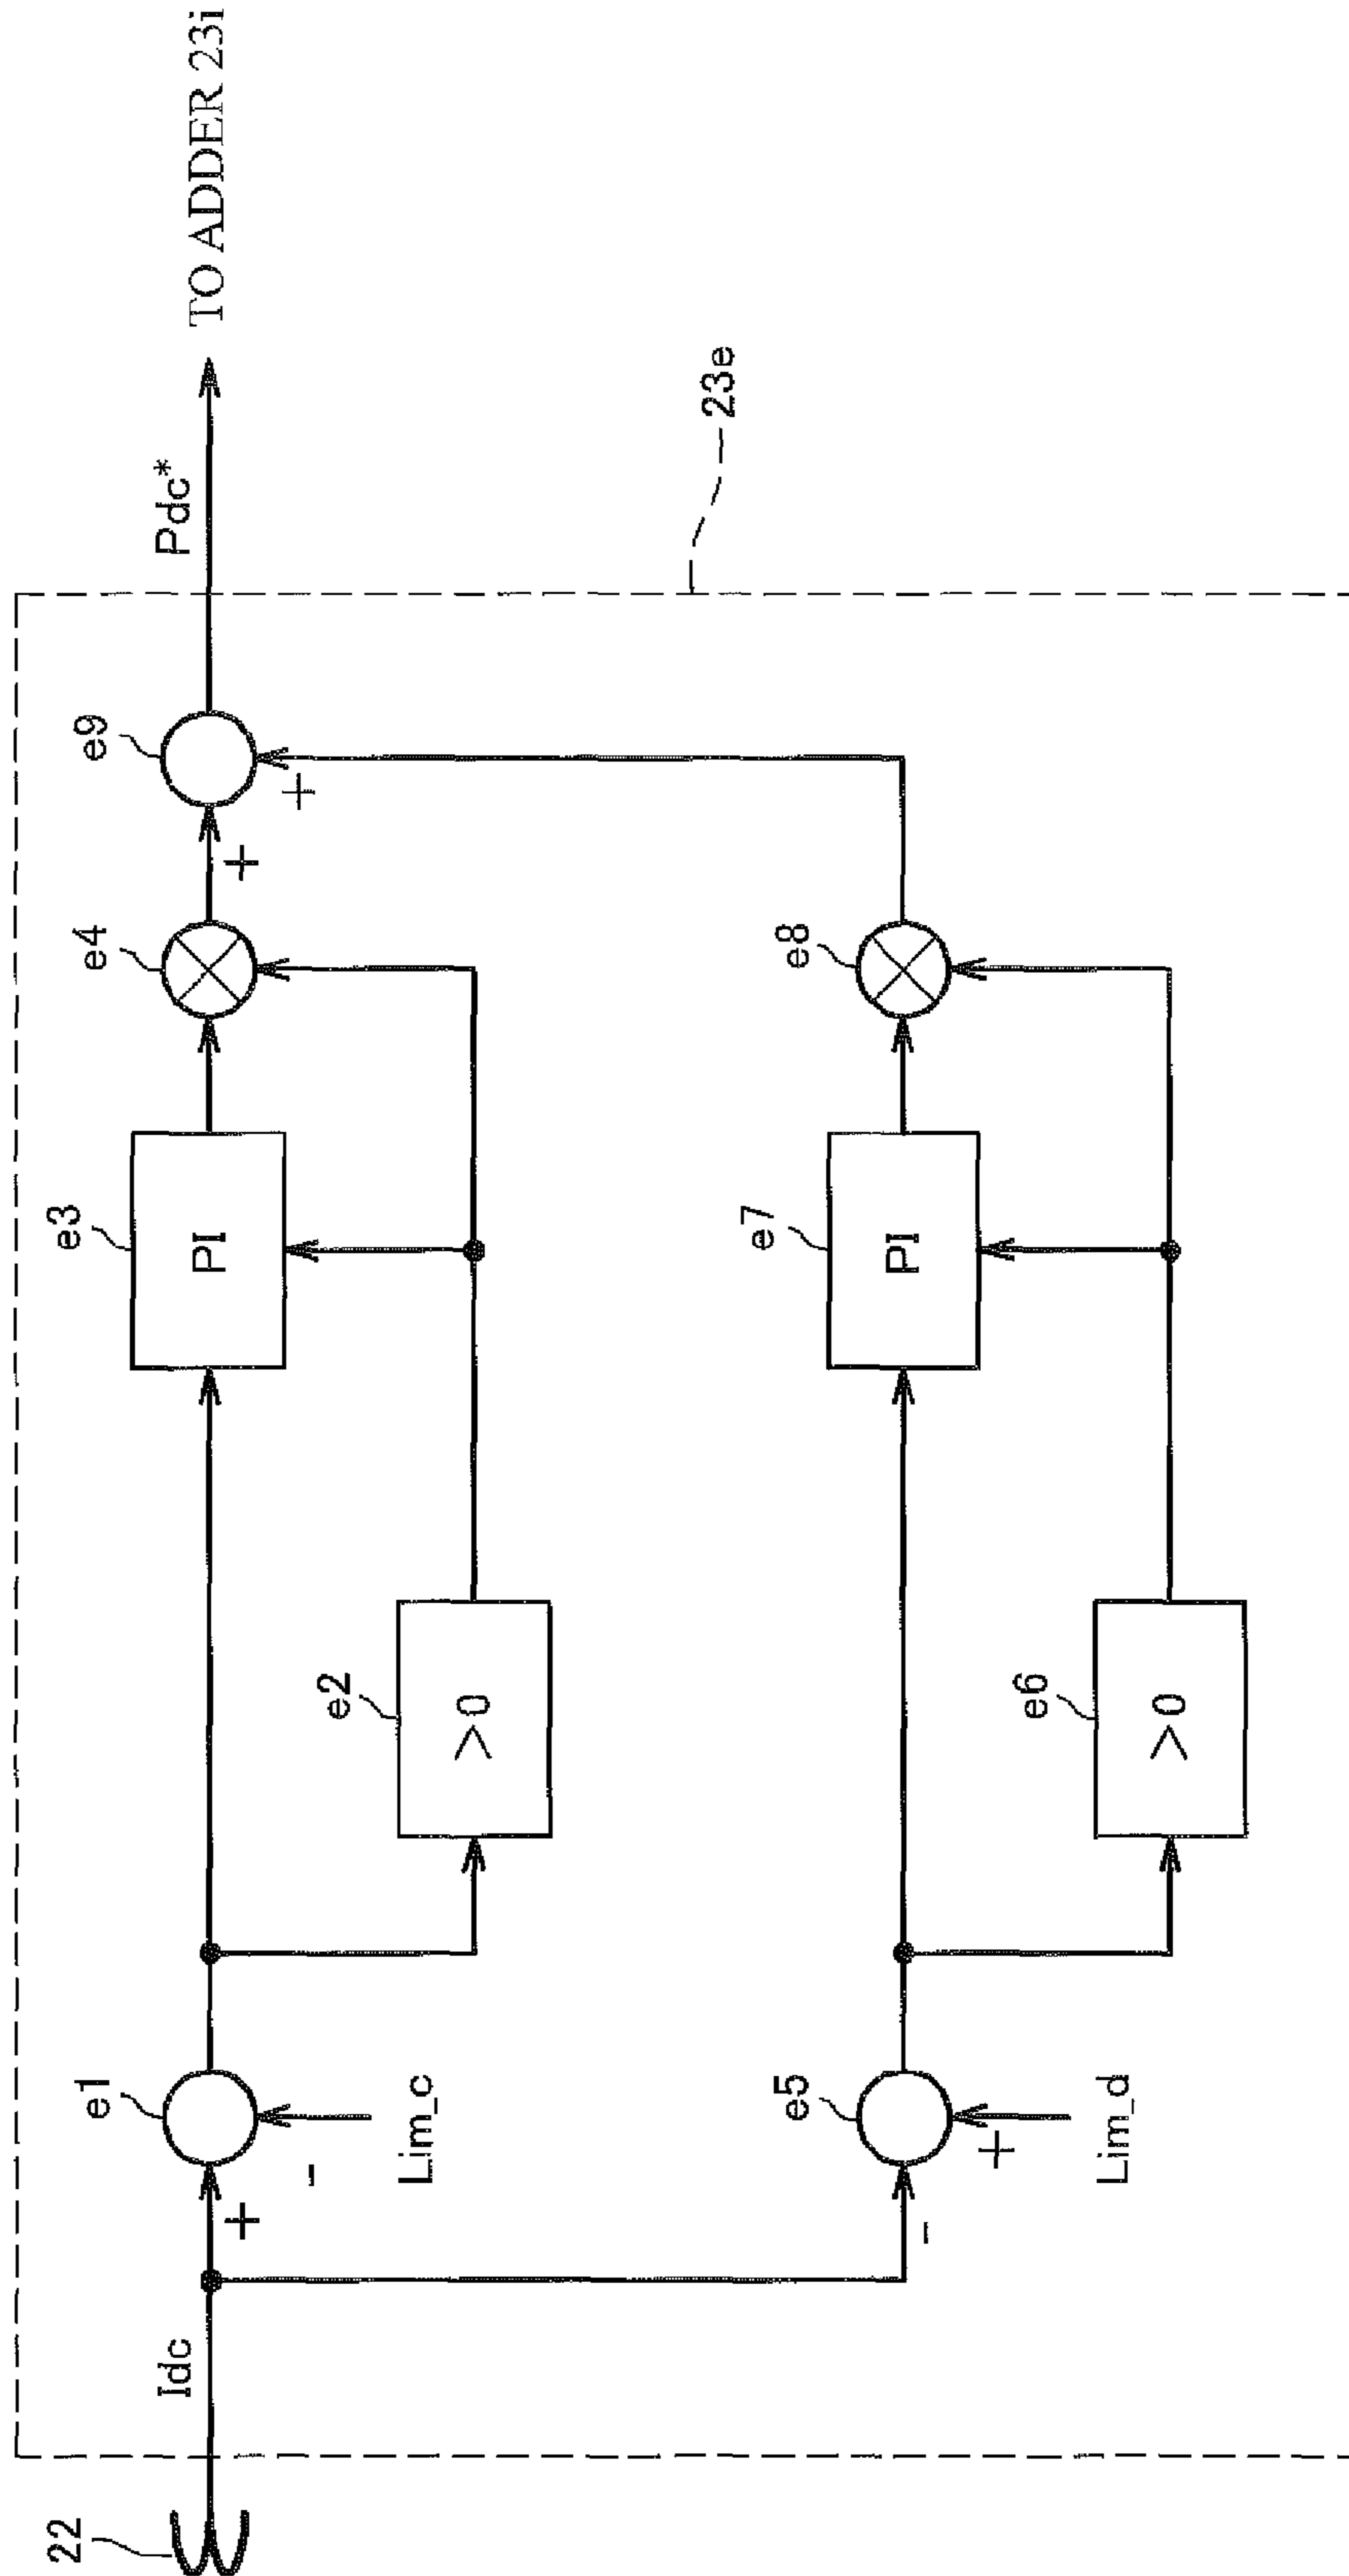 22
Idc
+
-
Lim_c
e1
e2
>0
e3
PI
e4
+
e9
+
Pdc*
TO ADDER 23i
-
+
Lim_d
e5
e6
>0
e7
PI
e8
23e